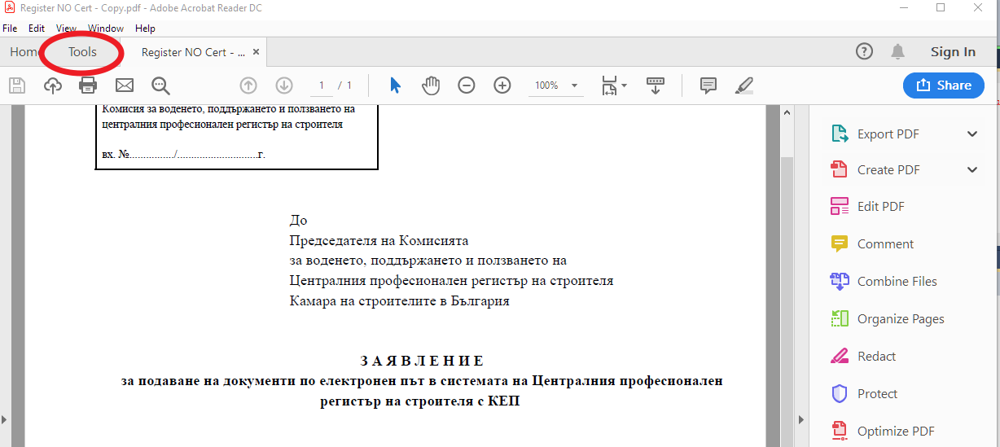 Register NO Cert - Copy.pdf - Adobe Acrobat Reader DC
File Edit View Window Help
Home Tools Register NO Cert - ... × Sign In
1 / 1 100% Share
Комисия за воденето, поддържането и ползването на
централния професионален регистър на строителя
вх. №................/.............................г.
До
Председателя на Комисията
за воденето, поддържането и ползването на
Централния професионален регистър на строителя
Камара на строителите в България
З А Я В Л Е Н И Е
за подаване на документи по електронен път в системата на Централния професионален
регистър на строителя с КЕП
Export PDF
Create PDF
Edit PDF
Comment
Combine Files
Organize Pages
Redact
Protect
Optimize PDF